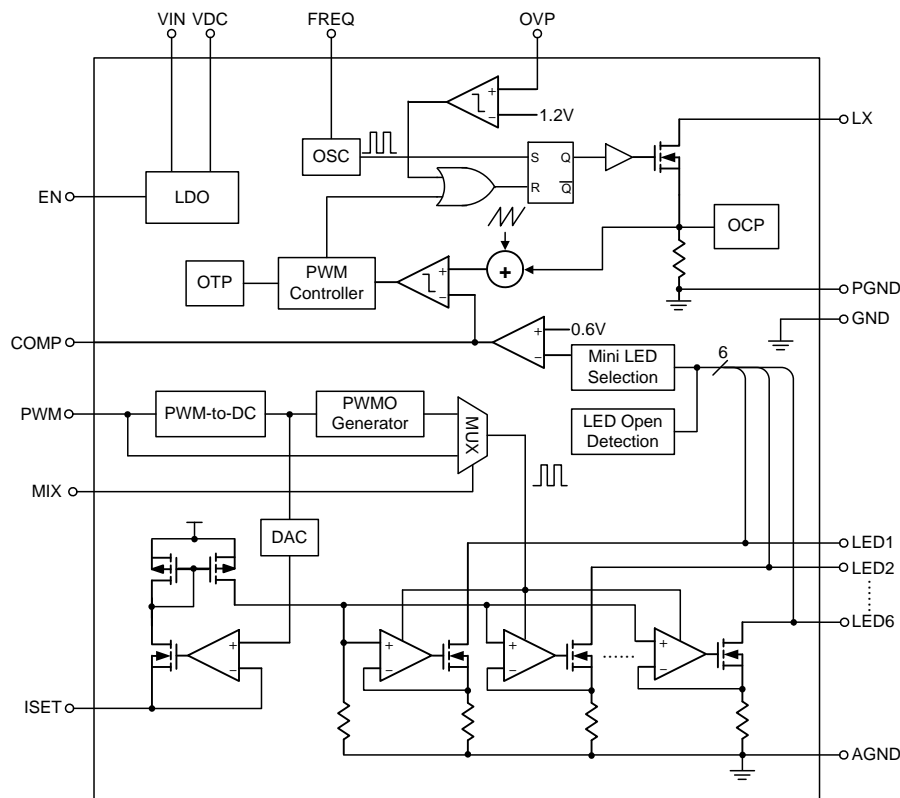 VIN VDC FREQ OVP
1.2V
LX
OSC
S Q
R Q
EN
LDO
OCP
OTP
PWM
Controller
+
−
+
PGND
GND
COMP
0.6V
6
Mini LED
Selection
PWM
PWM-to-DC
PWMO
Generator
MUX
LED Open
Detection
MIX
DAC
LED1
LED2
LED6
ISET
AGND